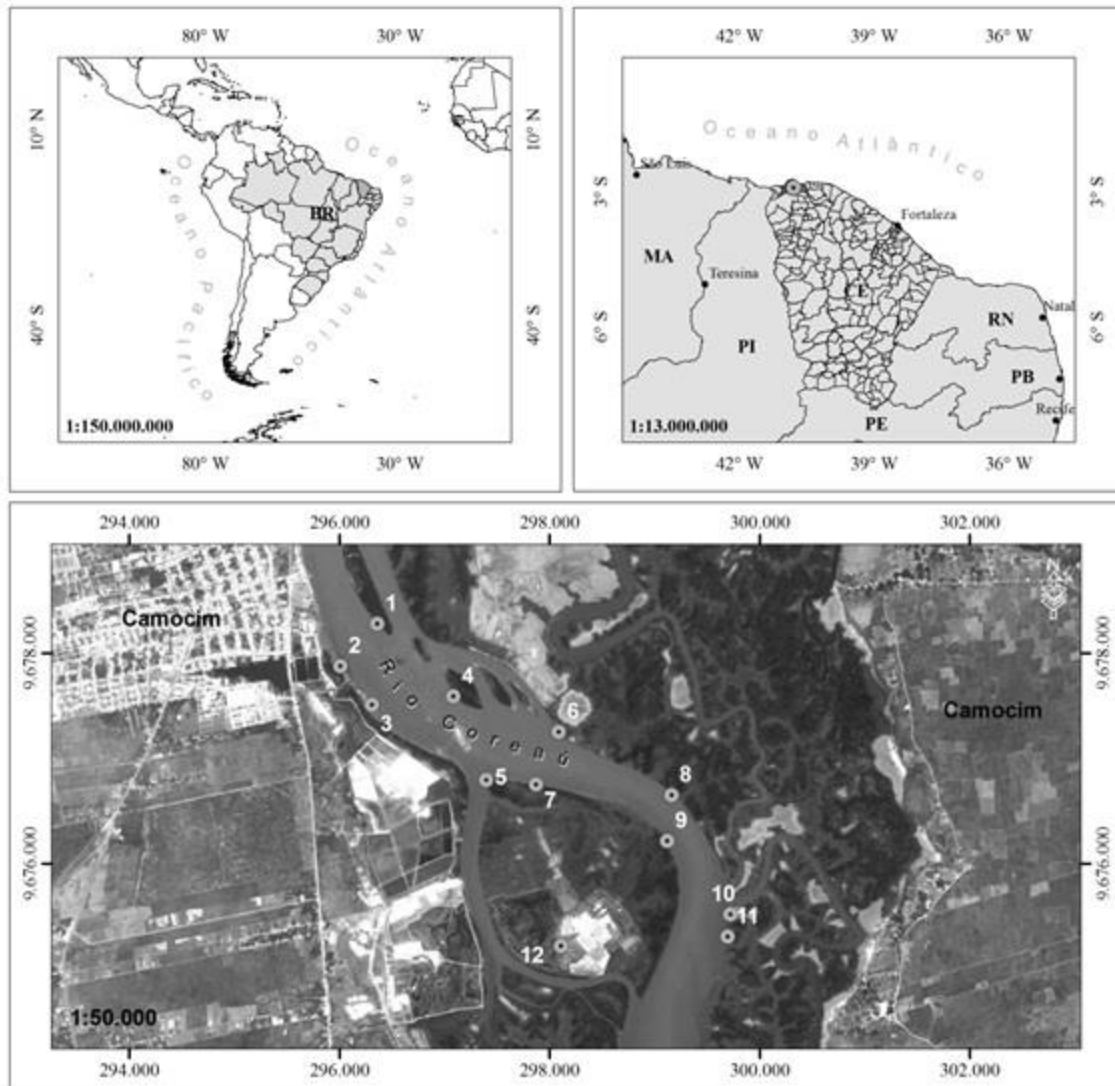 80° W
30° W
10° N
10° N
Oceano Atlântico
Oceano Pacífico
BR
40° S
40° S
1:150.000.000
80° W
30° W
42° W
39° W
36° W
Oceano Atlântico
3° S
3° S
São Luís
Fortaleza
MA
Teresina
CE
Natal
RN
6° S
6° S
PI
PB
Recife
PE
1:13.000.000
42° W
39° W
36° W
294.000
296.000
298.000
300.000
302.000
Camocim
1
9.678.000
9.678.000
2
Rio Coreaú
4
3
6
Camocim
5
7
8
9
9.676.000
9.676.000
10
11
12
1:50.000
294.000
296.000
298.000
300.000
302.000